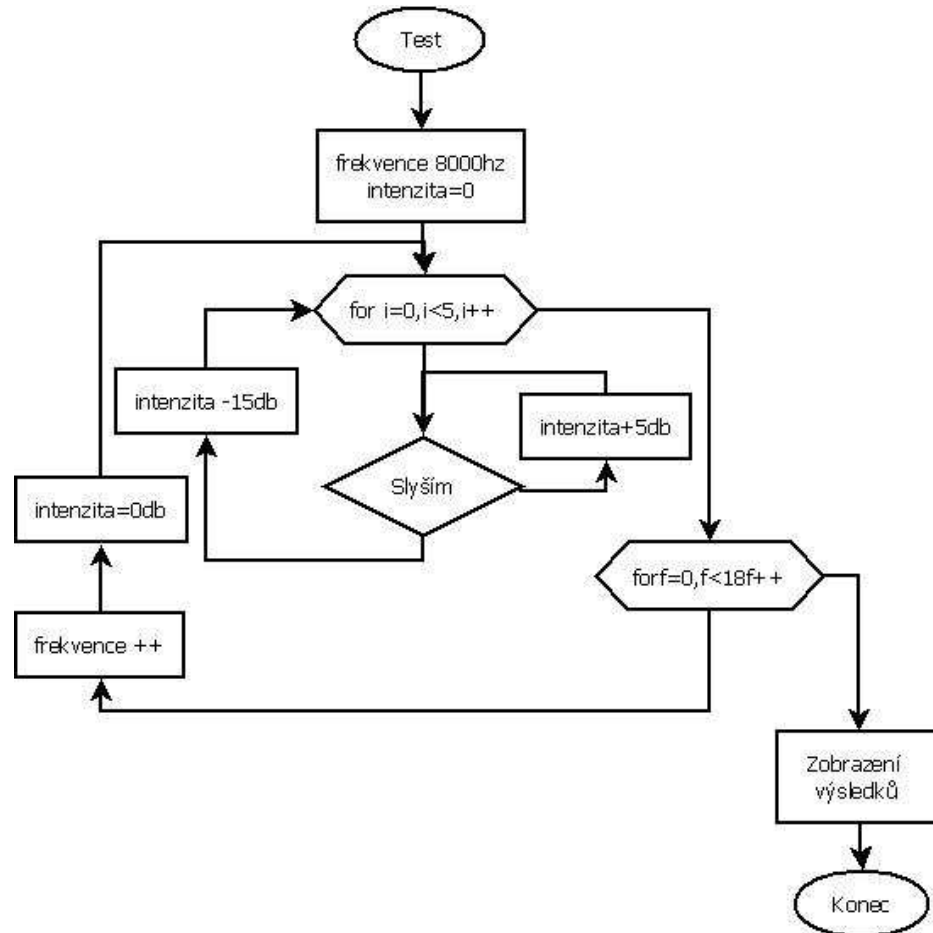 Test
frekvence 8000hz
intenzita=0
for i=0,i<5,i++
intenzita -15db
intenzita+5db
Slyším
intenzita=0db
forf=0,f<18f++
frekvence ++
Zobrazení
výsledků
Konec